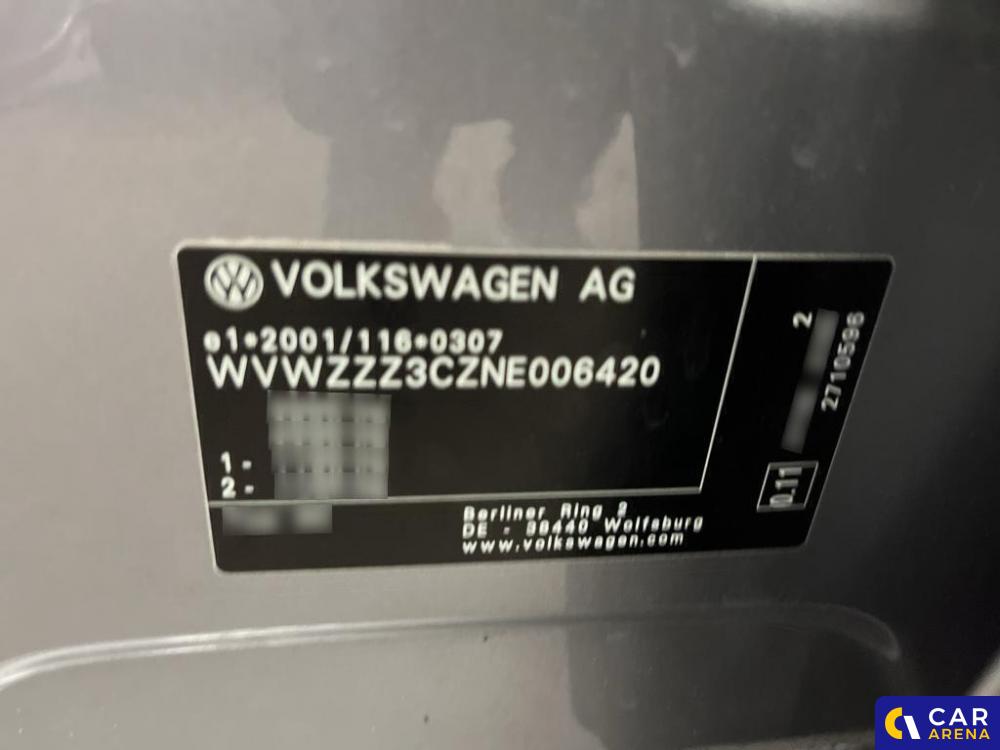 VOLKSWAGEN AG
e1*2001/116*0307
WVWZZZ3CZNE006420
1 -
2 -
Berliner Ring 2
DE - 38440 Wolfsburg
www.volkswagen.com
2
2710596
0.11
CAR
ARENA